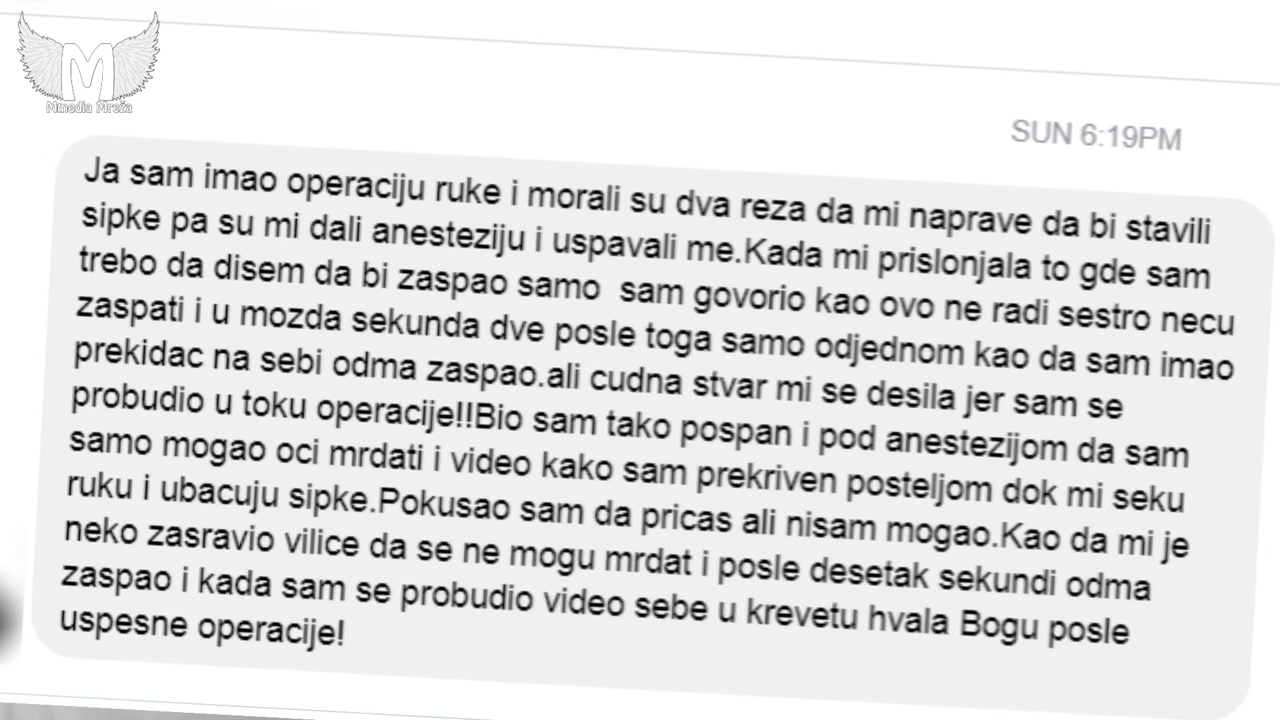 M
Mmedia Mreža
SUN 6:19PM
Ja sam imao operaciju ruke i morali su dva reza da mi naprave da bi stavili
sipke pa su mi dali anesteziju i uspavali me.Kada mi prislonjala to gde sam
trebo da disem da bi zaspao samo  sam govorio kao ovo ne radi sestro necu
zaspati i u mozda sekunda dve posle toga samo odjednom kao da sam imao
prekidac na sebi odma zaspao.ali cudna stvar mi se desila jer sam se
probudio u toku operacije!!Bio sam tako pospan i pod anestezijom da sam
samo mogao oci mrdati i video kako sam prekriven posteljom dok mi seku
ruku i ubacuju sipke.Pokusao sam da pricas ali nisam mogao.Kao da mi je
neko zasravio vilice da se ne mogu mrdat i posle desetak sekundi odma
zaspao i kada sam se probudio video sebe u krevetu hvala Bogu posle
uspesne operacije!